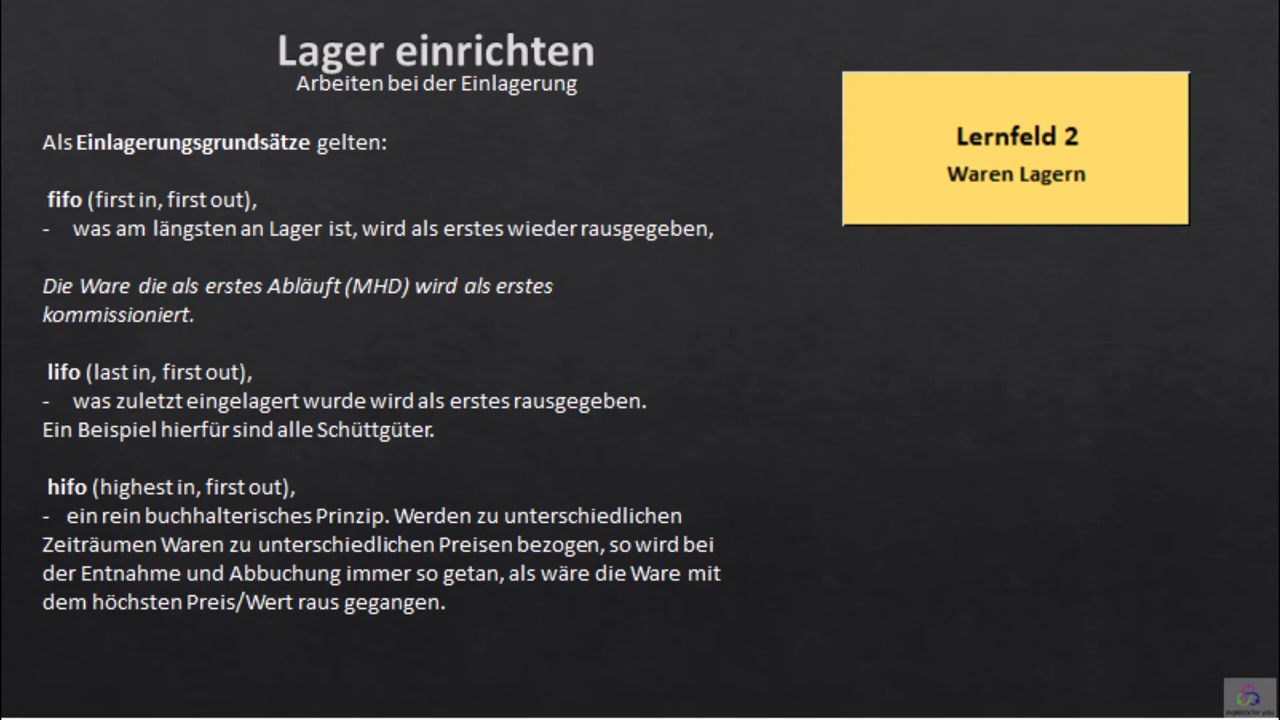 Lager einrichten
Arbeiten bei der Einlagerung
Als Einlagerungsgrundsätze gelten:
fifo (first in, first out),
- was am längsten an Lager ist, wird als erstes wieder rausgegeben,
Die Ware die als erstes Abläuft (MHD) wird als erstes
kommissioniert.
lifo (last in, first out),
- was zuletzt eingelagert wurde wird als erstes rausgegeben.
Ein Beispiel hierfür sind alle Schüttgüter.
hifo (highest in, first out),
- ein rein buchhalterisches Prinzip. Werden zu unterschiedlichen
Zeiträumen Waren zu unterschiedlichen Preisen bezogen, so wird bei
der Entnahme und Abbuchung immer so getan, als wäre die Ware mit
dem höchsten Preis/Wert raus gegangen.
Lernfeld 2
Waren Lagern